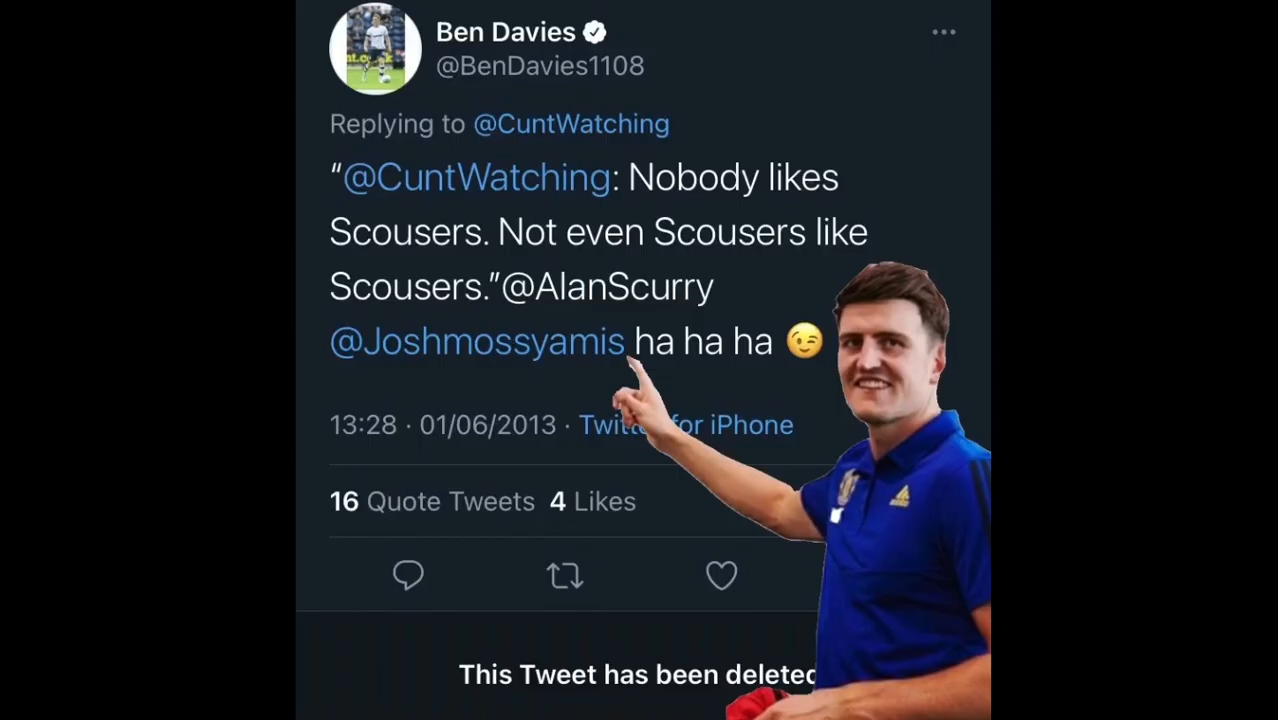 Ben Davies
@BenDavies1108
Replying to @CuntWatching
“@CuntWatching: Nobody likes
Scousers. Not even Scousers like
Scousers.”@AlanScurry
@Joshmossyamis ha ha ha 😉
13:28 · 01/06/2013 · Twitter for iPhone
16 Quote Tweets 4 Likes
This Tweet has been deleted